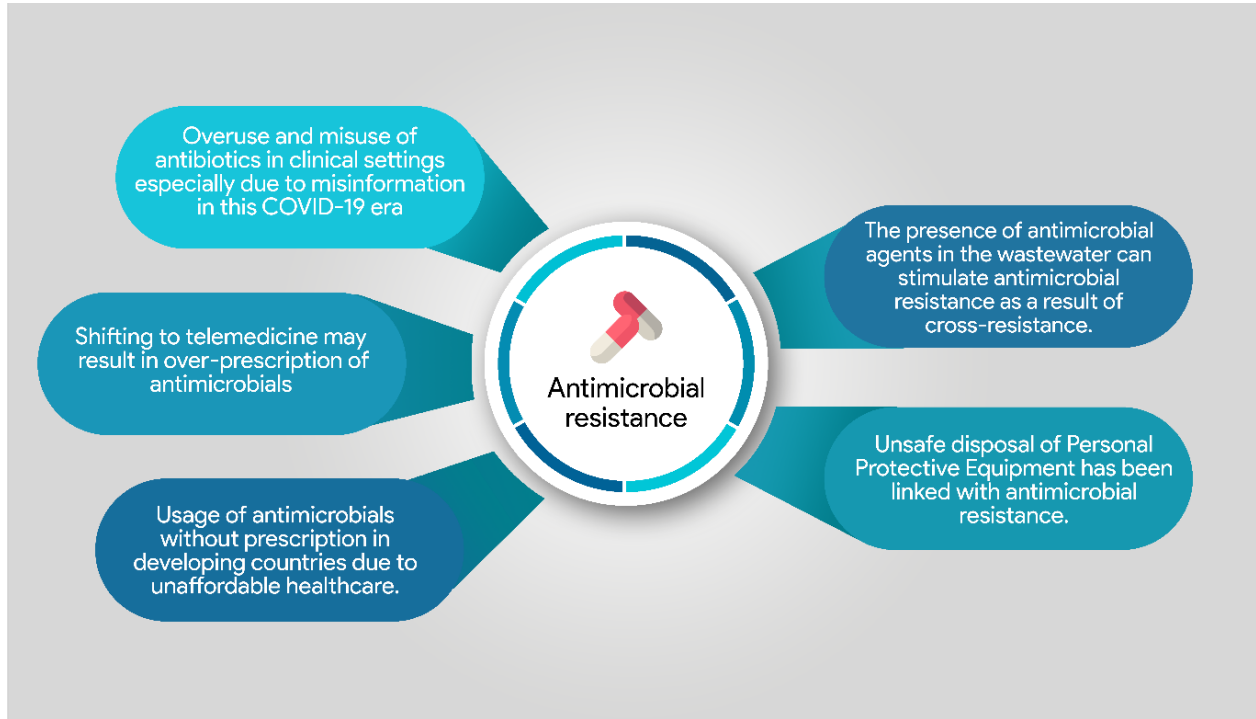 Overuse and misuse of
antibiotics in clinical settings
especially due to misinformation
in this COVID-19 era
Shifting to telemedicine may
result in over-prescription of
antimicrobials
Usage of antimicrobials
without prescription in
developing countries due to
unaffordable healthcare.
Antimicrobial
resistance
The presence of antimicrobial
agents in the wastewater can
stimulate antimicrobial
resistance as a result of
cross-resistance.
Unsafe disposal of Personal
Protective Equipment has been
linked with antimicrobial
resistance.